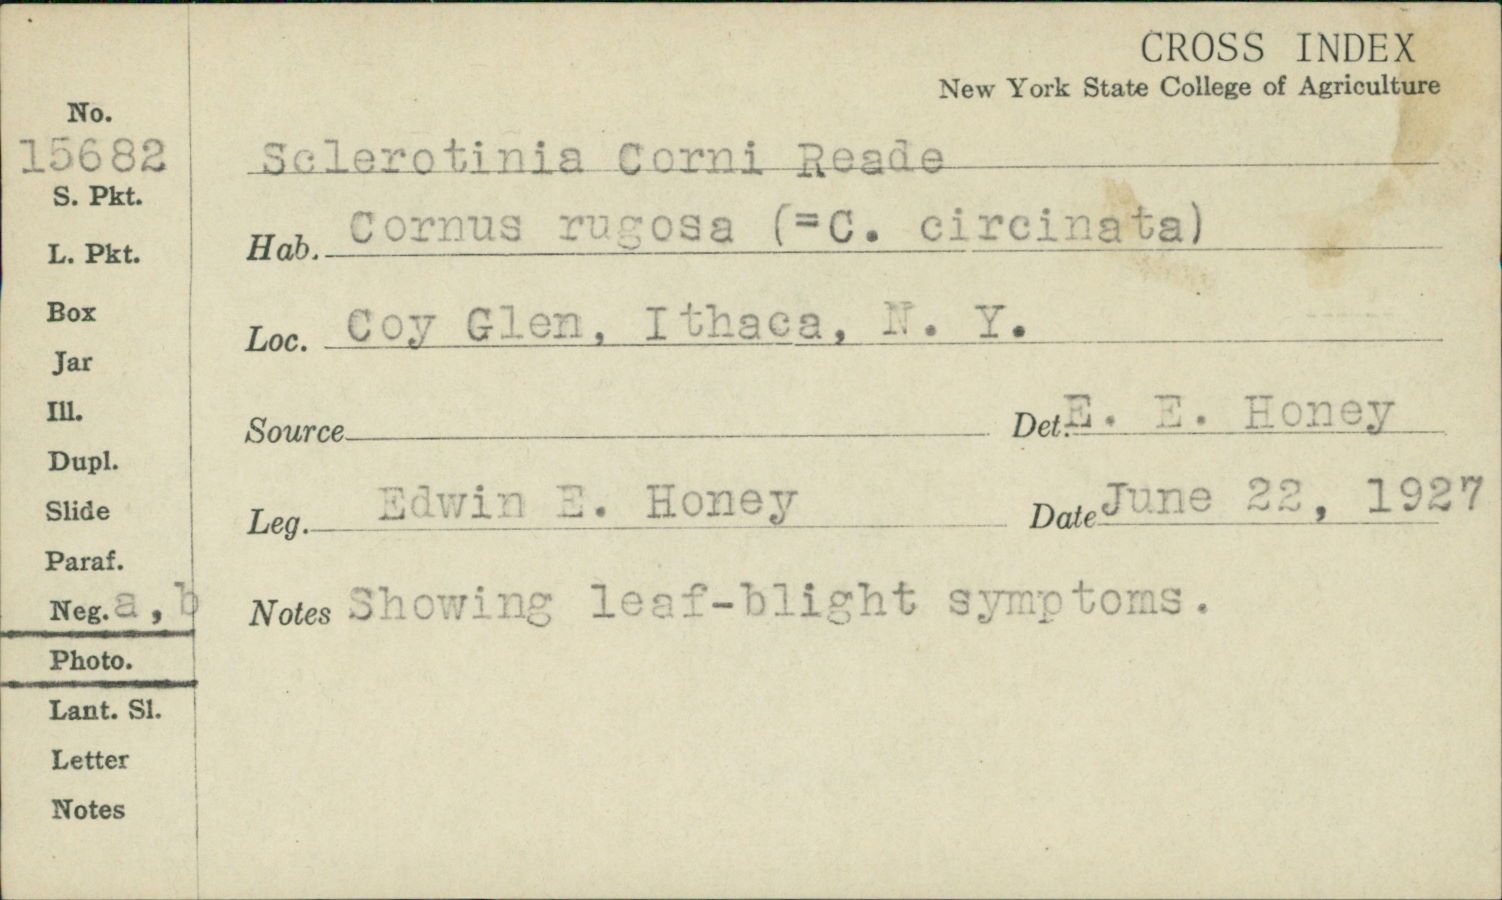 CROSS INDEX
New York State College of Agriculture
No.
15682
S. Pkt.
L. Pkt.
Box
Jar
Ill.
Dupl.
Slide
Paraf.
Neg. a, b
Photo.
Lant. Sl.
Letter
Notes
Sclerotinia Corni Reade
Hab. Cornus rugosa (=C. circinata)
Loc. Coy Glen, Ithaca, N. Y.
Source Det. E. E. Honey
Leg. Edwin E. Honey Date June 22, 1927
Notes Showing leaf-blight symptoms.